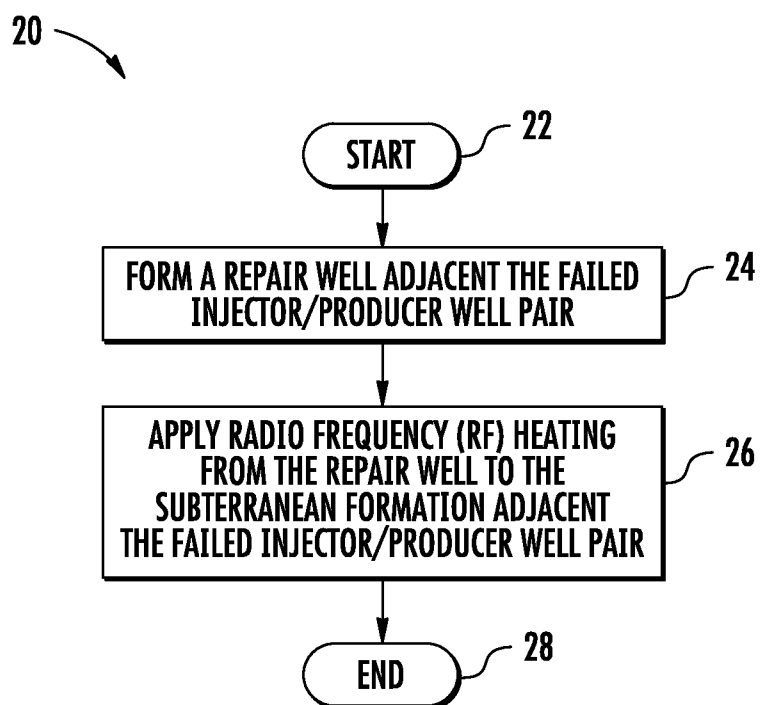 20
START
22
FORM A REPAIR WELL ADJACENT THE FAILED
INJECTOR/PRODUCER WELL PAIR
24
APPLY RADIO FREQUENCY (RF) HEATING
FROM THE REPAIR WELL TO THE
SUBTERRANEAN FORMATION ADJACENT
THE FAILED INJECTOR/PRODUCER WELL PAIR
26
END
28